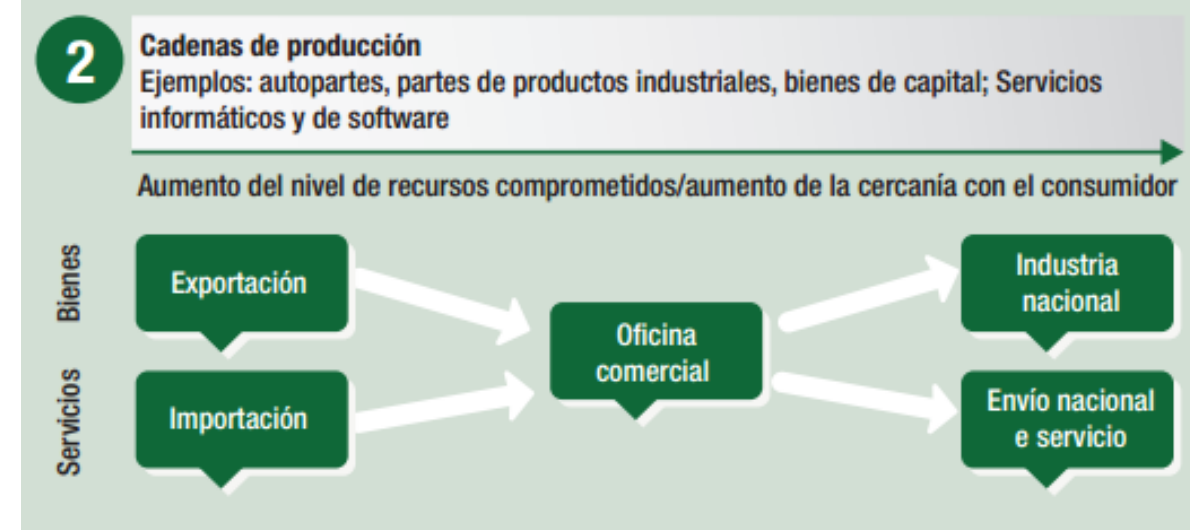 2
Cadenas de producción
Ejemplos: autopartes, partes de productos industriales, bienes de capital; Servicios
informáticos y de software
Aumento del nivel de recursos comprometidos/aumento de la cercanía con el consumidor
Bienes
Exportación
Industria
nacional
Oficina
comercial
Servicios
Importación
Envío nacional
e servicio